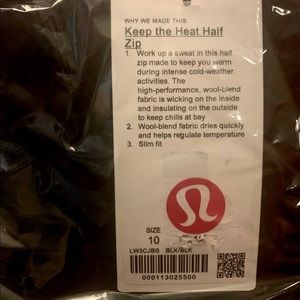 WHY WE MADE THIS
Keep the Heat Half
Zip
1. Work up a sweat in this half
zip made to keep you warm
during intense cold-weather
activities. The
high-performance, wool-blend
fabric is wicking on the inside
and insulating on the outside
to keep chills at bay
2. Wool-blend fabric dries quickly
and helps regulate temperature
3. Slim fit
SIZE
10
LW3CJBS BLK/BLK
000113025500